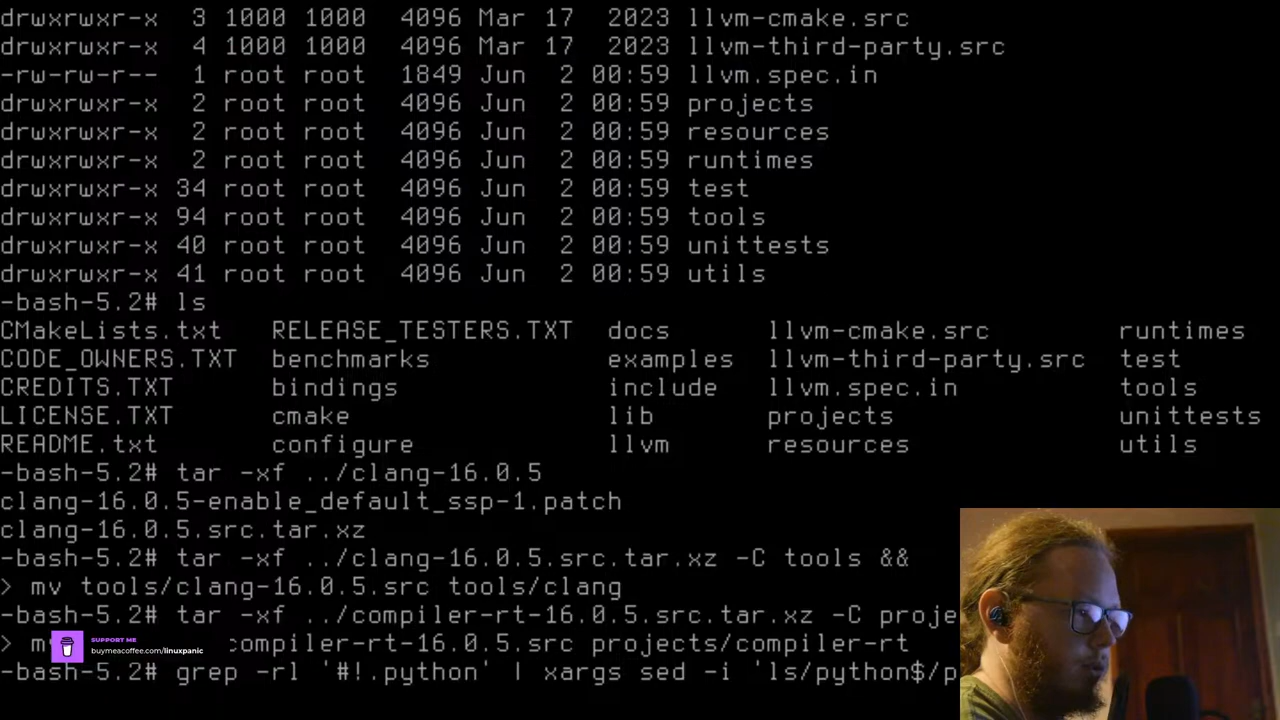 drwxrwxr-x  3 1000 1000  4096 Mar 17  2023 llvm-cmake.src
drwxrwxr-x  4 1000 1000  4096 Mar 17  2023 llvm-third-party.src
-rw-rw-r--  1 root root  1849 Jun  2 00:59 llvm.spec.in
drwxrwxr-x  2 root root  4096 Jun  2 00:59 projects
drwxrwxr-x  2 root root  4096 Jun  2 00:59 resources
drwxrwxr-x  2 root root  4096 Jun  2 00:59 runtimes
drwxrwxr-x 34 root root  4096 Jun  2 00:59 test
drwxrwxr-x 94 root root  4096 Jun  2 00:59 tools
drwxrwxr-x 40 root root  4096 Jun  2 00:59 unittests
drwxrwxr-x 41 root root  4096 Jun  2 00:59 utils
-bash-5.2# ls
CMakeLists.txt   RELEASE_TESTERS.TXT  docs      llvm-cmake.src        runtimes
CODE_OWNERS.TXT  benchmarks           examples  llvm-third-party.src  test
CREDITS.TXT      bindings             include   llvm.spec.in          tools
LICENSE.TXT      cmake                lib       projects              unittests
README.txt       configure            llvm      resources             utils
-bash-5.2# tar -xf ../clang-16.0.5
clang-16.0.5-enable_default_ssp-1.patch
clang-16.0.5.src.tar.xz
-bash-5.2# tar -xf ../clang-16.0.5.src.tar.xz -C tools &&
> mv tools/clang-16.0.5.src tools/clang
-bash-5.2# tar -xf ../compiler-rt-16.0.5.src.tar.xz -C proje
> m compiler-rt-16.0.5.src projects/compiler-rt
SUPPORT ME
buymeacoffee.com/linuxpanic
-bash-5.2# grep -rl '#!.python' | xargs sed -i 'ls/python$/p